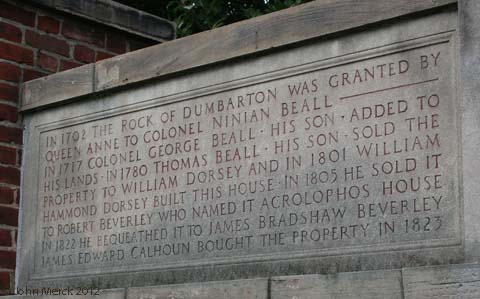 IN 1702 THE ROCK OF DUMBARTON WAS GRANTED BY
QUEEN ANNE TO COLONEL NINIAN BEALL
IN 1717 COLONEL GEORGE BEALL · HIS SON · ADDED TO
HIS LANDS · IN 1780 THOMAS BEALL · HIS SON · SOLD THE
PROPERTY TO WILLIAM DORSEY AND IN 1801 WILLIAM
HAMMOND DORSEY BUILT THIS HOUSE · IN 1805 HE SOLD IT
TO ROBERT BEVERLEY WHO NAMED IT ACROLOPHOS HOUSE
IN 1822 HE BEQUEATHED IT TO JAMES BRADSHAW BEVERLEY
JAMES EDWARD CALHOUN BOUGHT THE PROPERTY IN 1823
John Merck 2012